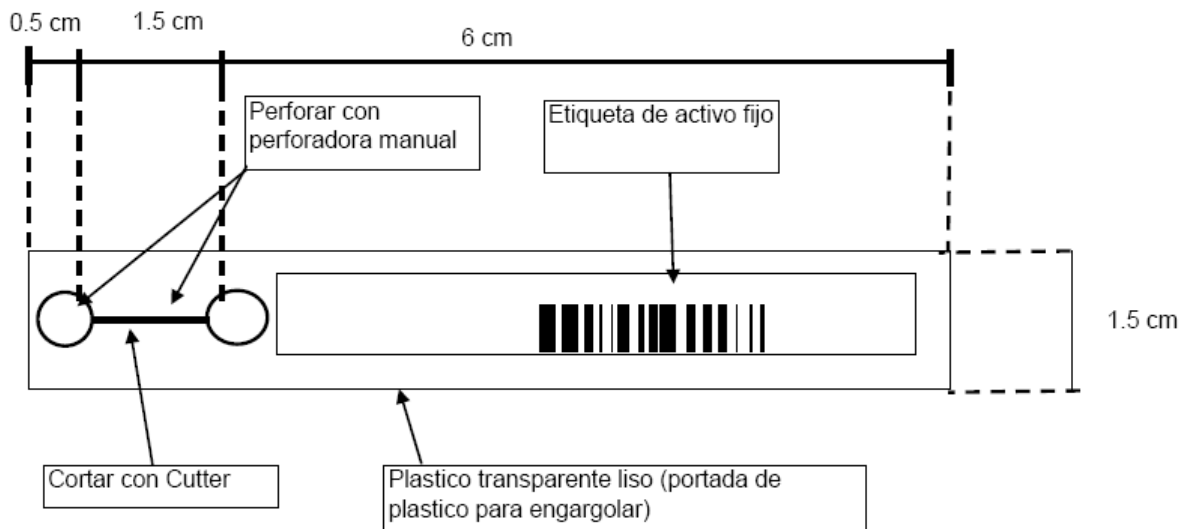 0.5 cm
1.5 cm
6 cm
Perforar con
perforadora manual
Etiqueta de activo fijo
1.5 cm
Cortar con Cutter
Plastico transparente liso (portada de
plastico para engargolar)